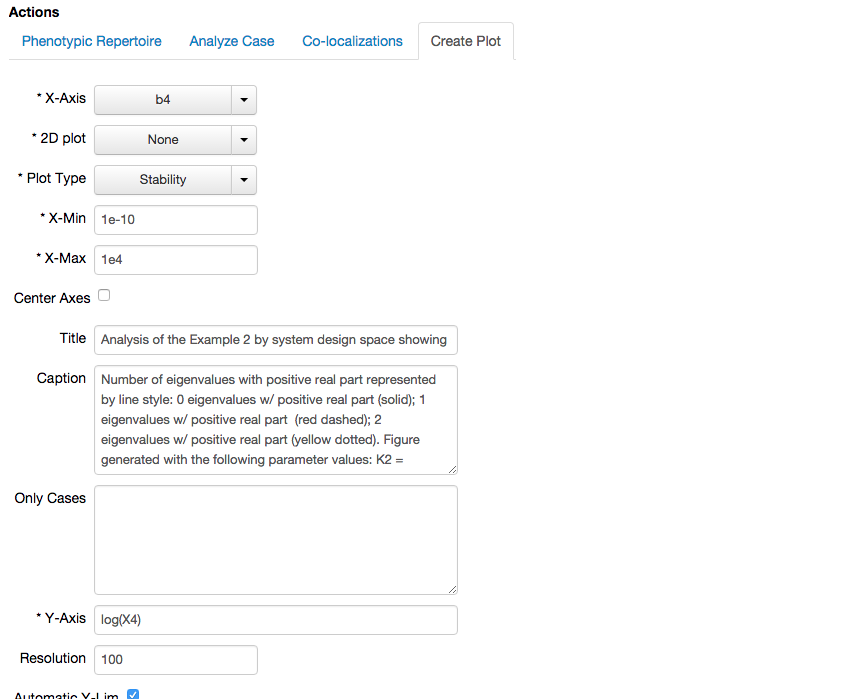 Actions
Phenotypic Repertoire Analyze Case Co-localizations Create Plot
* X-Axis b4
* 2D plot None
* Plot Type Stability
* X-Min 1e-10
* X-Max 1e4
Center Axes
Title Analysis of the Example 2 by system design space showing
Caption Number of eigenvalues with positive real part represented
by line style: 0 eigenvalues w/ positive real part (solid); 1
eigenvalues w/ positive real part (red dashed); 2
eigenvalues w/ positive real part (yellow dotted). Figure
generated with the following parameter values: K2 =
Only Cases
* Y-Axis log(X4)
Resolution 100
Automatic Y-Lim